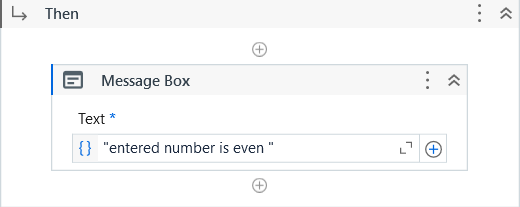 Then
Message Box
Text *
{} "entered number is even "